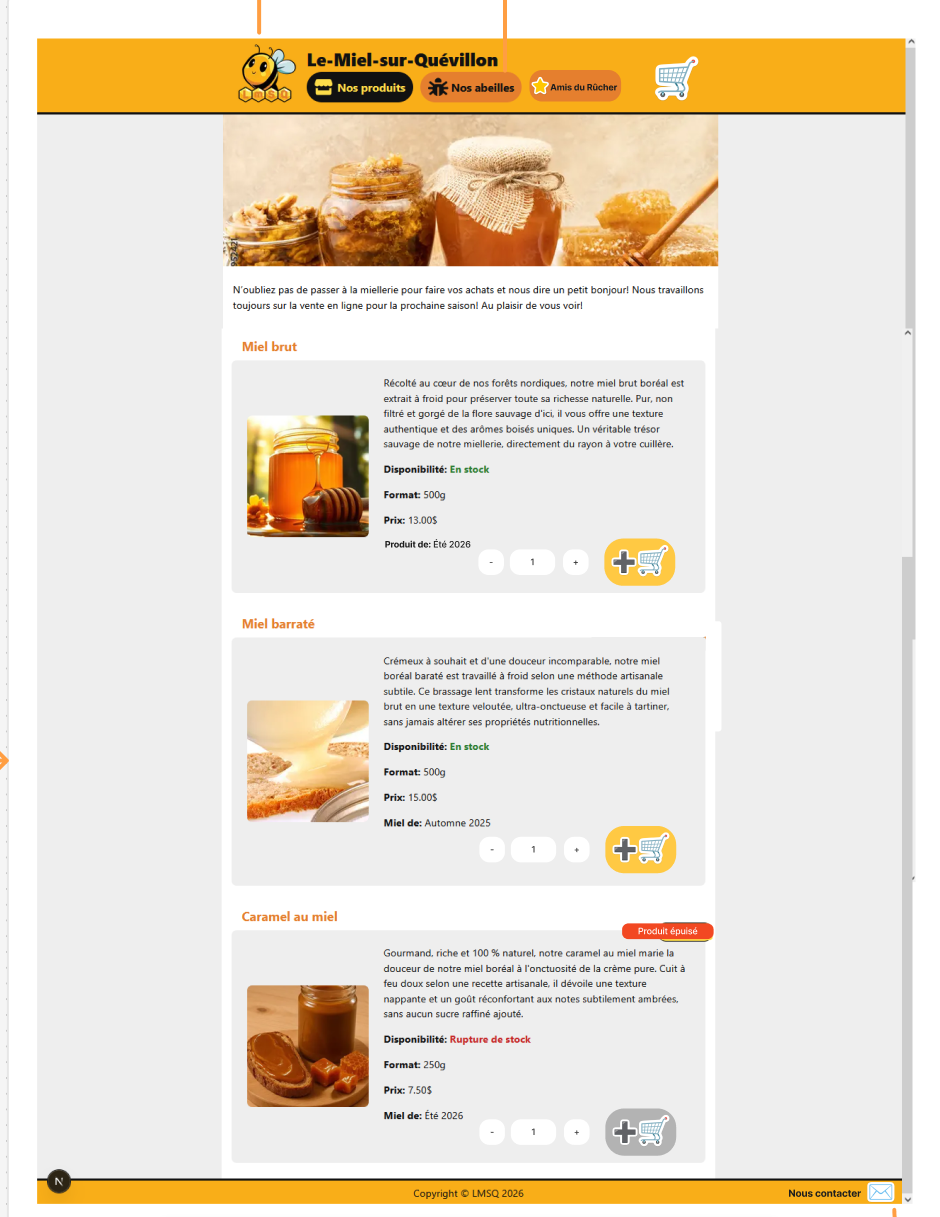 Le-Miel-sur-Quévillon
LMSQ
Nos produits
Nos abeilles
Amis du Rûcher
N'oubliez pas de passer à la miellerie pour faire vos achats et nous dire un petit bonjour! Nous travaillons
toujours sur la vente en ligne pour la prochaine saison! Au plaisir de vous voir!
Miel brut
Récolté au cœur de nos forêts nordiques, notre miel brut boréal est
extrait à froid pour préserver toute sa richesse naturelle. Pur, non
filtré et gorgé de la flore sauvage d'ici, il vous offre une texture
authentique et des arômes boisés uniques. Un véritable trésor
sauvage de notre miellerie, directement du rayon à votre cuillère.
Disponibilité: En stock
Format: 500g
Prix: 13.00$
Produit de: Été 2026
- 1 +
Miel barraté
Crémeux à souhait et d'une douceur incomparable, notre miel
boréal baraté est travaillé à froid selon une méthode artisanale
subtile. Ce brassage lent transforme les cristaux naturels du miel
brut en une texture veloutée, ultra-onctueuse et facile à tartiner,
sans jamais altérer ses propriétés nutritionnelles.
Disponibilité: En stock
Format: 500g
Prix: 15.00$
Miel de: Automne 2025
- 1 +
Caramel au miel
Produit épuisé
Gourmand, riche et 100 % naturel, notre caramel au miel marie la
douceur de notre miel boréal à l'onctuosité de la crème pure. Cuit à
feu doux selon une recette artisanale, il dévoile une texture
nappante et un goût réconfortant aux notes subtilement ambrées,
sans aucun sucre raffiné ajouté.
Disponibilité: Rupture de stock
Format: 250g
Prix: 7.50$
Miel de: Été 2026
- 1 +
N
Copyright © LMSQ 2026
Nous contacter